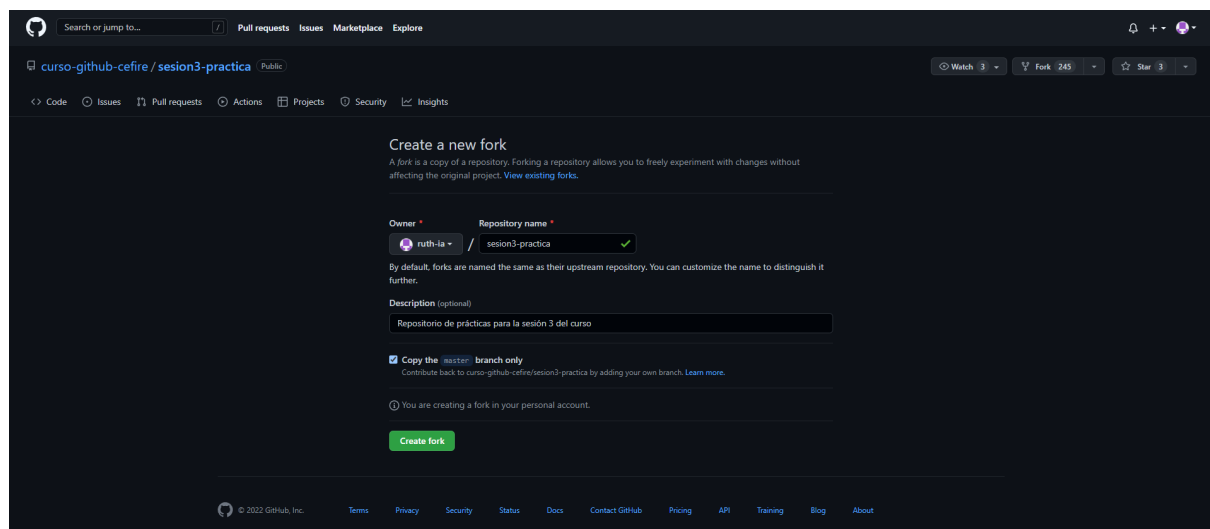 Search or jump to... / Pull requests Issues Marketplace Explore
curso-github-cefire / sesion3-practica Public Watch 3 Fork 245 Star 3
Code Issues Pull requests Actions Projects Security Insights
Create a new fork
A fork is a copy of a repository. Forking a repository allows you to freely experiment with changes without
affecting the original project. View existing forks.
Owner * Repository name *
ruth-ia / sesion3-practica
By default, forks are named the same as their upstream repository. You can customize the name to distinguish it
further.
Description (optional)
Repositorio de prácticas para la sesión 3 del curso
Copy the master branch only
Contribute back to curso-github-cefire/sesion3-practica by adding your own branch. Learn more.
You are creating a fork in your personal account.
Create fork
© 2022 GitHub, Inc. Terms Privacy Security Status Docs Contact GitHub Pricing API Training Blog About